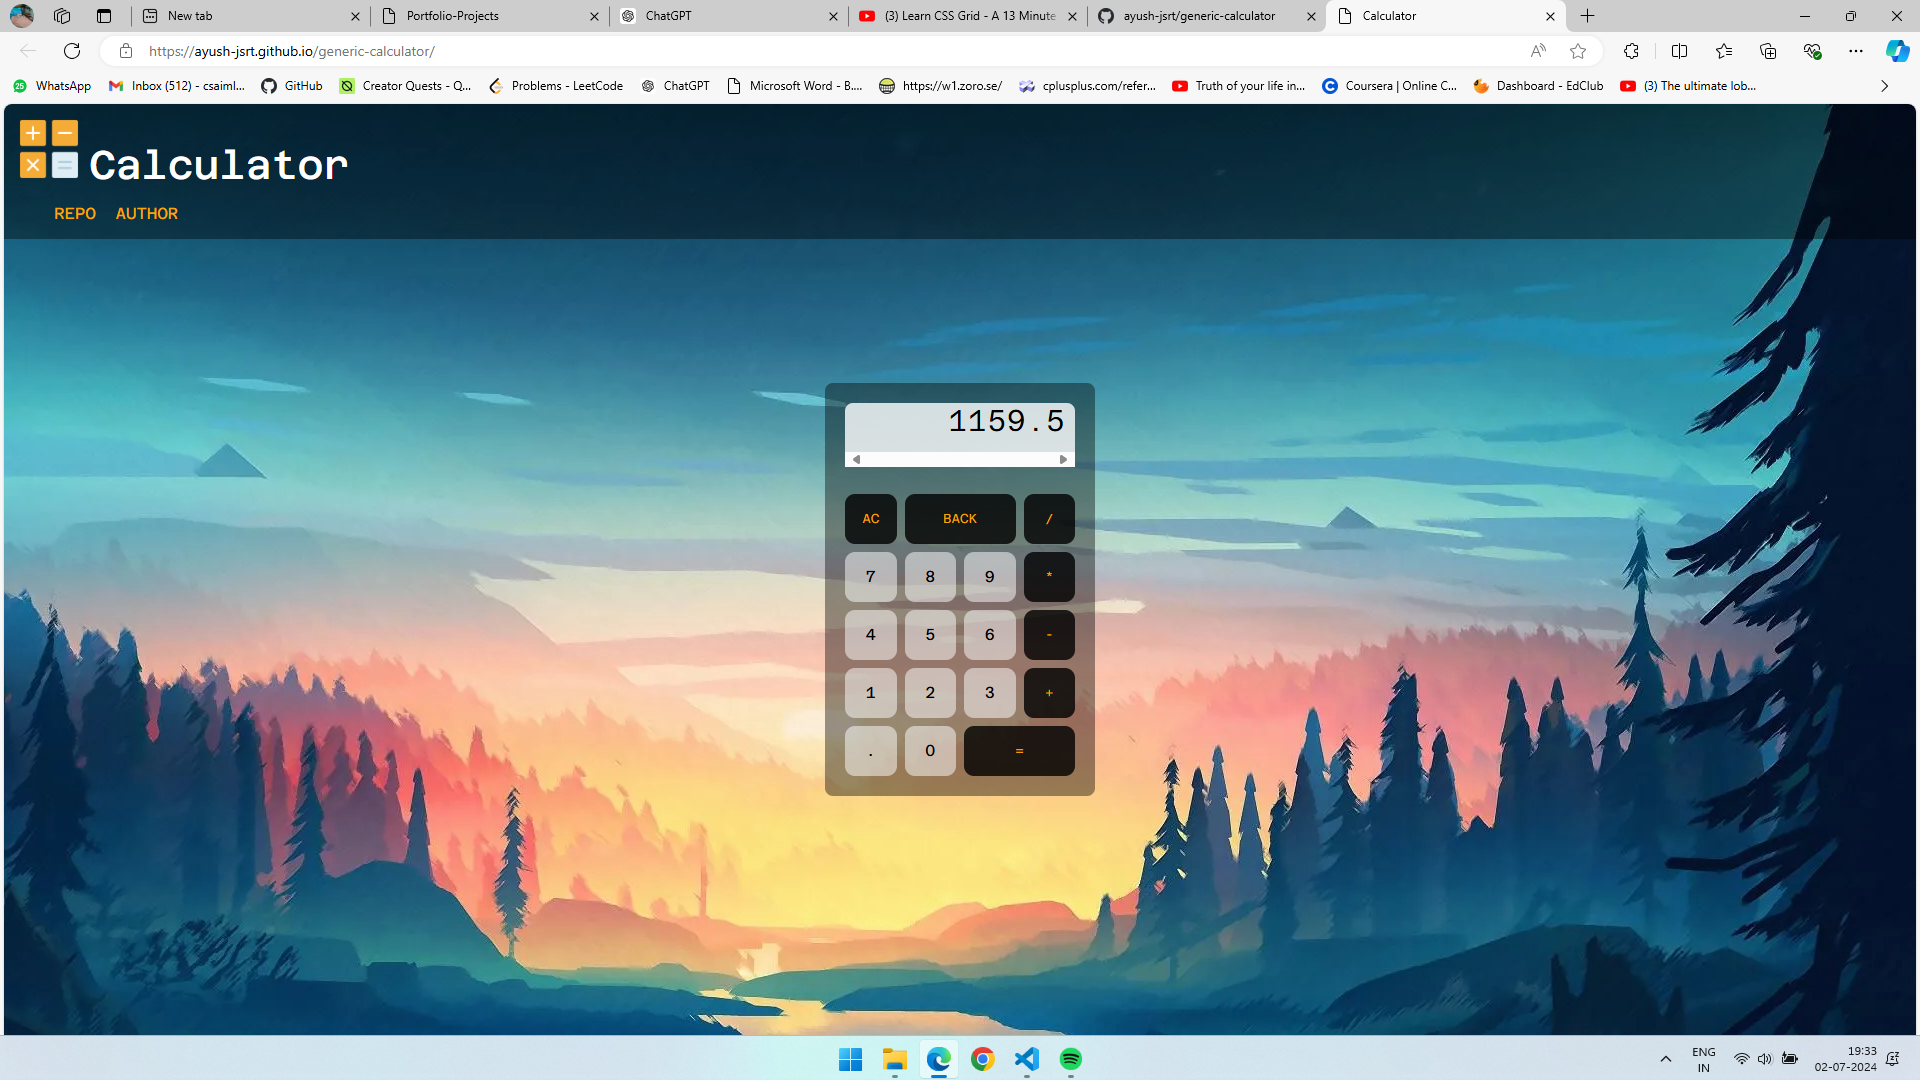 New tab
Portfolio-Projects
ChatGPT
(3) Learn CSS Grid - A 13 Minute
ayush-jsrt/generic-calculator
Calculator
https://ayush-jsrt.github.io/generic-calculator/
WhatsApp
Inbox (512) - csaiml...
GitHub
Creator Quests - Q...
Problems - LeetCode
ChatGPT
Microsoft Word - B....
https://w1.zoro.se/
cplusplus.com/refer...
Truth of your life in...
Coursera | Online C...
Dashboard - EdClub
(3) The ultimate lob...
Calculator
REPO AUTHOR
1159.5
AC BACK /
7 8 9 *
4 5 6 -
1 2 3 +
. 0 =
ENG
IN
19:33
02-07-2024